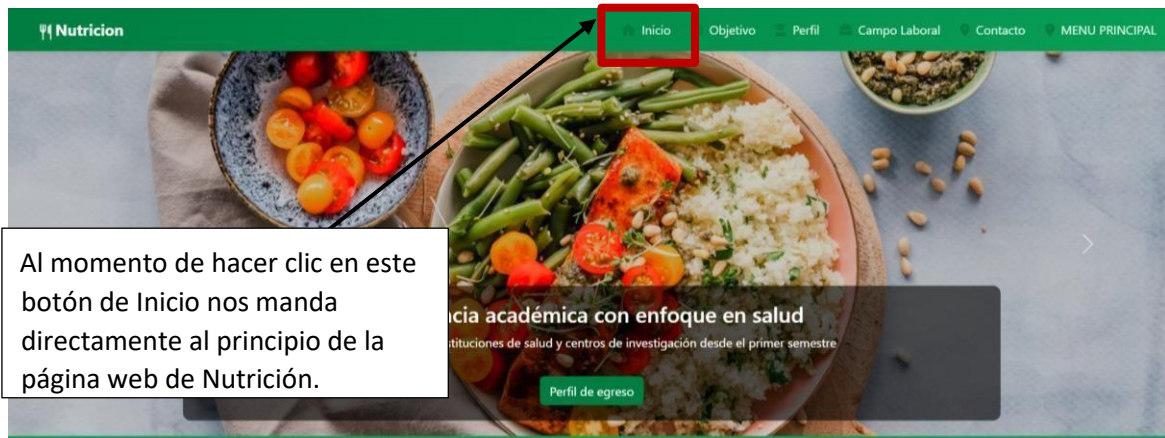 Nutricion
Inicio
Objetivo
Perfil
Campo Laboral
Contacto
MENU PRINCIPAL
Al momento de hacer clic en este
botón de Inicio nos manda
directamente al principio de la
página web de Nutrición.
académica con enfoque en salud
de salud y centros de investigación desde el primer semestre
Perfil de egreso